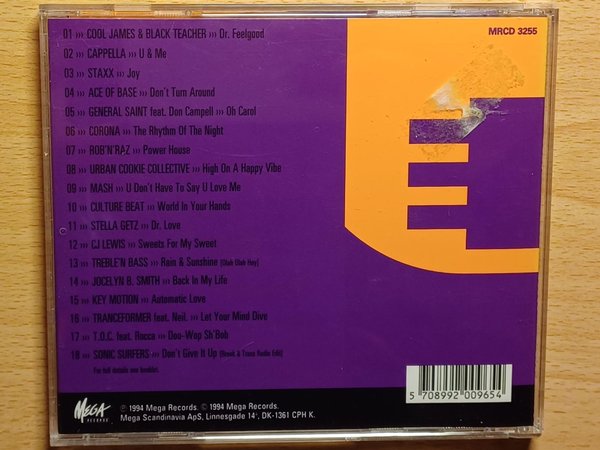 MRCD 3255
01 ››› COOL JAMES & BLACK TEACHER ››› Dr. Feelgood
02 ››› CAPPELLA ››› U & Me
03 ››› STAXX ››› Joy
04 ››› ACE OF BASE ››› Don't Turn Around
05 ››› GENERAL SAINT feat. Don Campell ››› Oh Carol
06 ››› CORONA ››› The Rhythm Of The Night
07 ››› ROB'N'RAZ ››› Power House
08 ››› URBAN COOKIE COLLECTIVE ››› High On A Happy Vibe
09 ››› MASH ››› U Don't Have To Say U Love Me
10 ››› CULTURE BEAT ››› World In Your Hands
11 ››› STELLA GETZ ››› Dr. Love
12 ››› CJ LEWIS ››› Sweets For My Sweet
13 ››› TREBLE'N BASS ››› Rain & Sunshine [Olah Olah Hey]
14 ››› JOCELYN B. SMITH ››› Back In My Life
15 ››› KEY MOTION ››› Automatic Love
16 ››› TRANCEFORMER feat. Neil. ››› Let Your Mind Dive
17 ››› T.O.C. feat. Rocca ››› Doo-Wop Sh'Bob
18 ››› SONIC SURFERS ››› Don't Give It Up [Break & Trace Radio Edit]
For full details see booklet.
MEGA
RECORDS
℗ 1994 Mega Records. © 1994 Mega Records.
Mega Scandinavia ApS, Linnesgade 14ᴬ, DK-1361 CPH K.
5 708992 009654